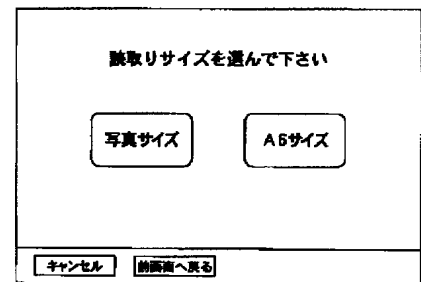 読取りサイズを選んで下さい
写真サイズ
A6サイズ
キャンセル
前画面へ戻る